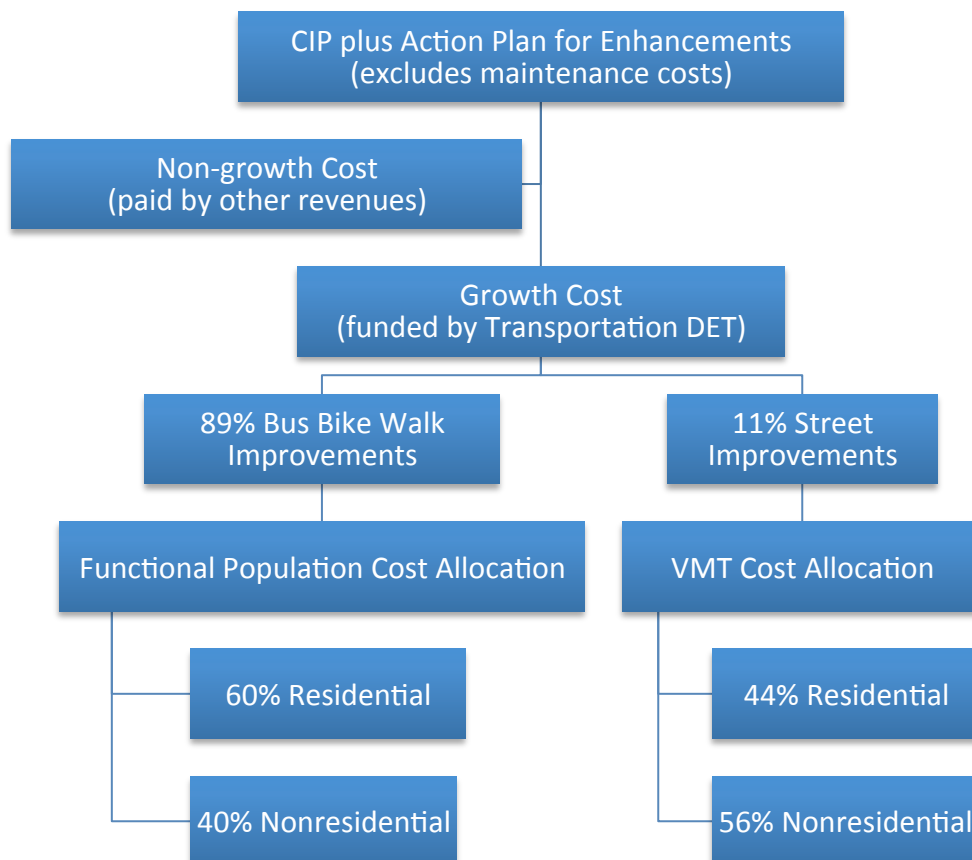 CIP plus Action Plan for Enhancements
(excludes maintenance costs)
Non-growth Cost
(paid by other revenues)
Growth Cost
(funded by Transportation DET)
89% Bus Bike Walk
Improvements
11% Street
Improvements
Functional Population Cost Allocation
VMT Cost Allocation
60% Residential
44% Residential
40% Nonresidential
56% Nonresidential